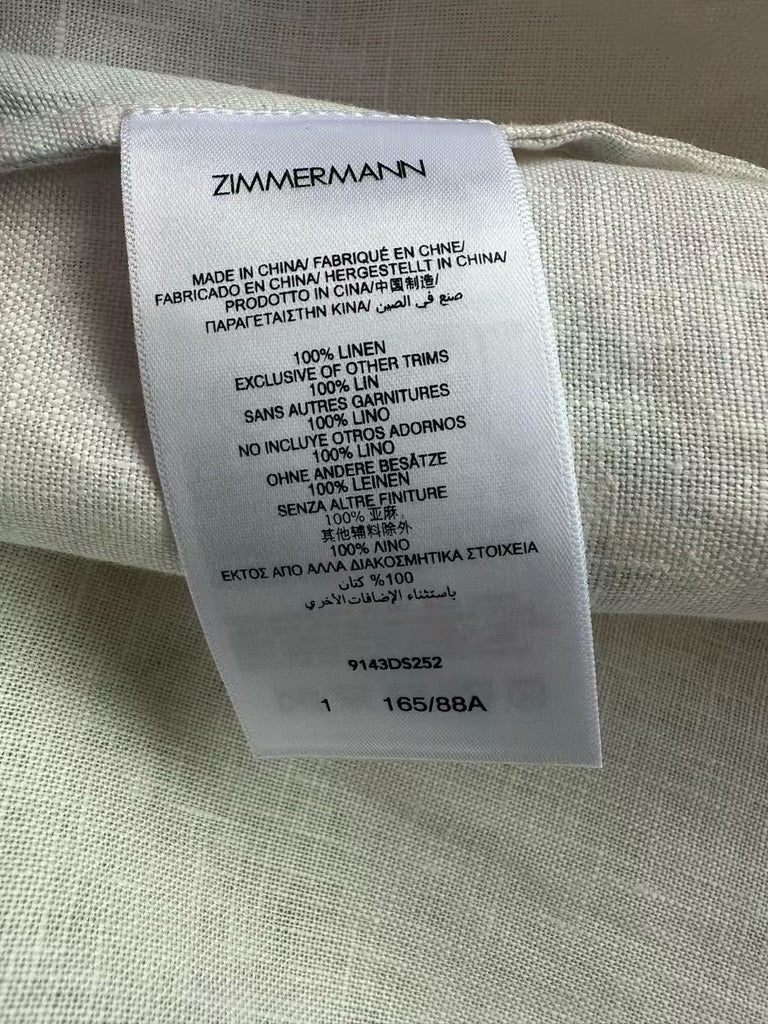 ZIMMERMANN
MADE IN CHINA/ FABRIQUÉ EN CHNE/
FABRICADO EN CHINA/ HERGESTELLT IN CHINA/
PRODOTTO IN CINA/中国制造/
ΠΑΡΑΓΕΤΑΙΣΤΗΝ ΚΙΝΑ/ صنع في الصين
100% LINEN
EXCLUSIVE OF OTHER TRIMS
100% LIN
SANS AUTRES GARNITURES
100% LINO
NO INCLUYE OTROS ADORNOS
100% LINO
OHNE ANDERE BESÄTZE
100% LEINEN
SENZA ALTRE FINITURE
100% 亚麻,
其他辅料除外
100% ΛΙΝΟ
ΕΚΤΟΣ ΑΠΟ ΑΛΛΑ ΔΙΑΚΟΣΜΗΤΙΚΑ ΣΤΟΙΧΕΙΑ
100% كتان
باستثناء الإضافات الأخري
9143DS252
1 165/88A